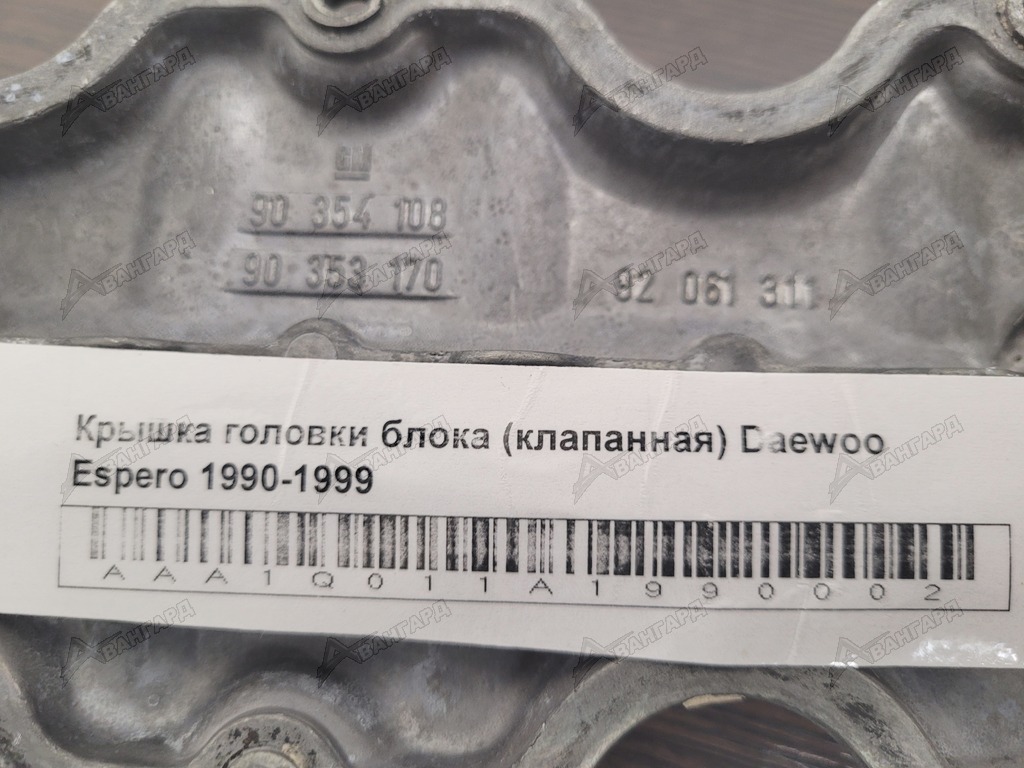 GM
90 354 108
90 353 170
92 061 311
Крышка головки блока (клапанная) Daewoo
Espero 1990-1999
AAA1Q011A1990002
АВАНГАРД